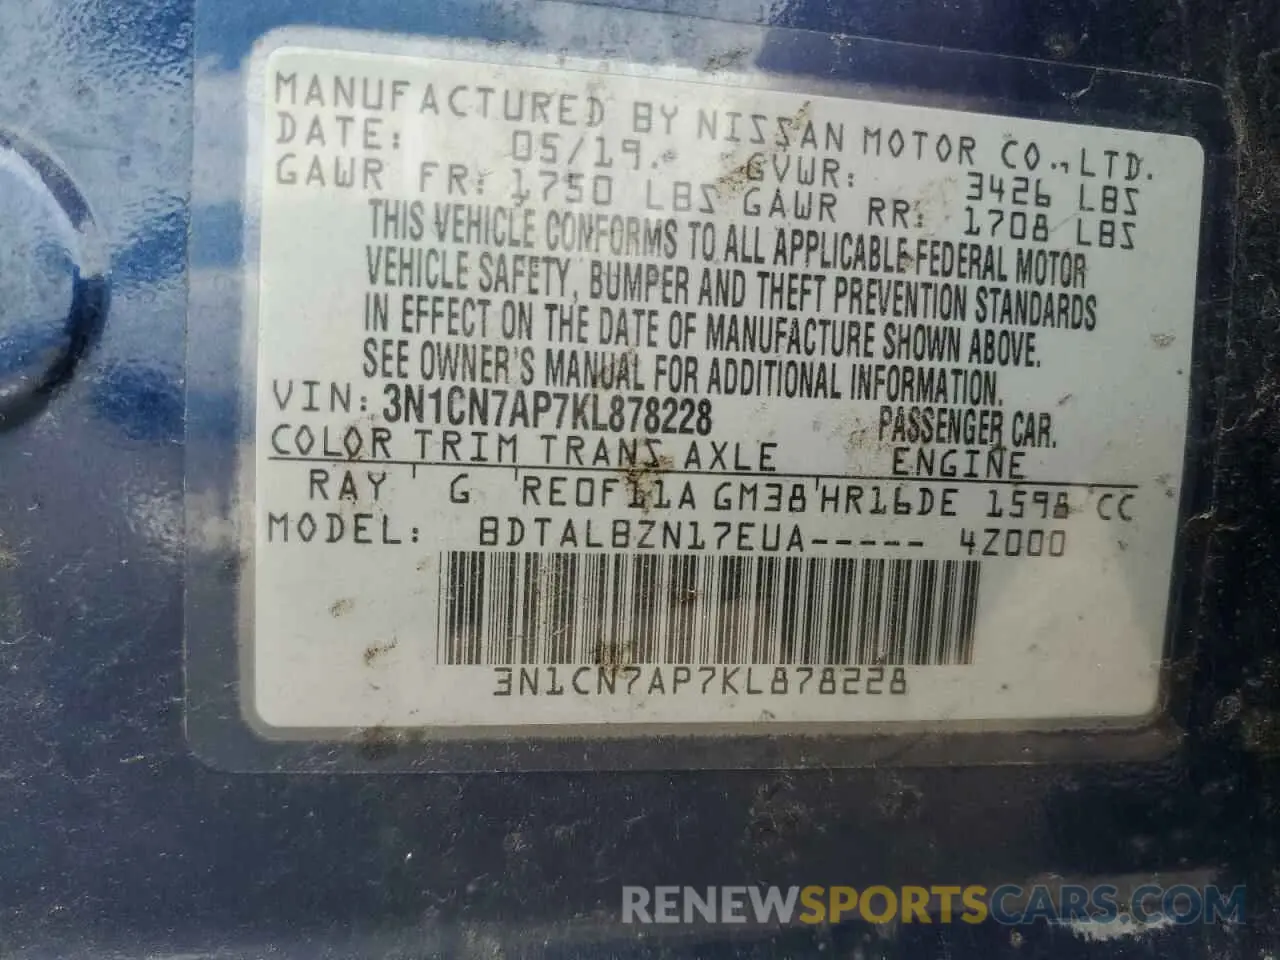 MANUFACTURED BY NISSAN MOTOR CO.,LTD.
DATE: 05/19. GVWR: 3426 LBS
GAWR FR: 1750 LBS GAWR RR: 1708 LBS
THIS VEHICLE CONFORMS TO ALL APPLICABLE FEDERAL MOTOR
VEHICLE SAFETY, BUMPER AND THEFT PREVENTION STANDARDS
IN EFFECT ON THE DATE OF MANUFACTURE SHOWN ABOVE.
SEE OWNER'S MANUAL FOR ADDITIONAL INFORMATION.
VIN: 3N1CN7AP7KL878228 PASSENGER CAR.
COLOR TRIM TRANS AXLE ENGINE
RAY G RE0F11A GM38 HR16DE 1598 CC
MODEL: BDTALBZN17EUA----- 4Z000
3N1CN7AP7KL878228
RENEWSPORTSCARS.COM